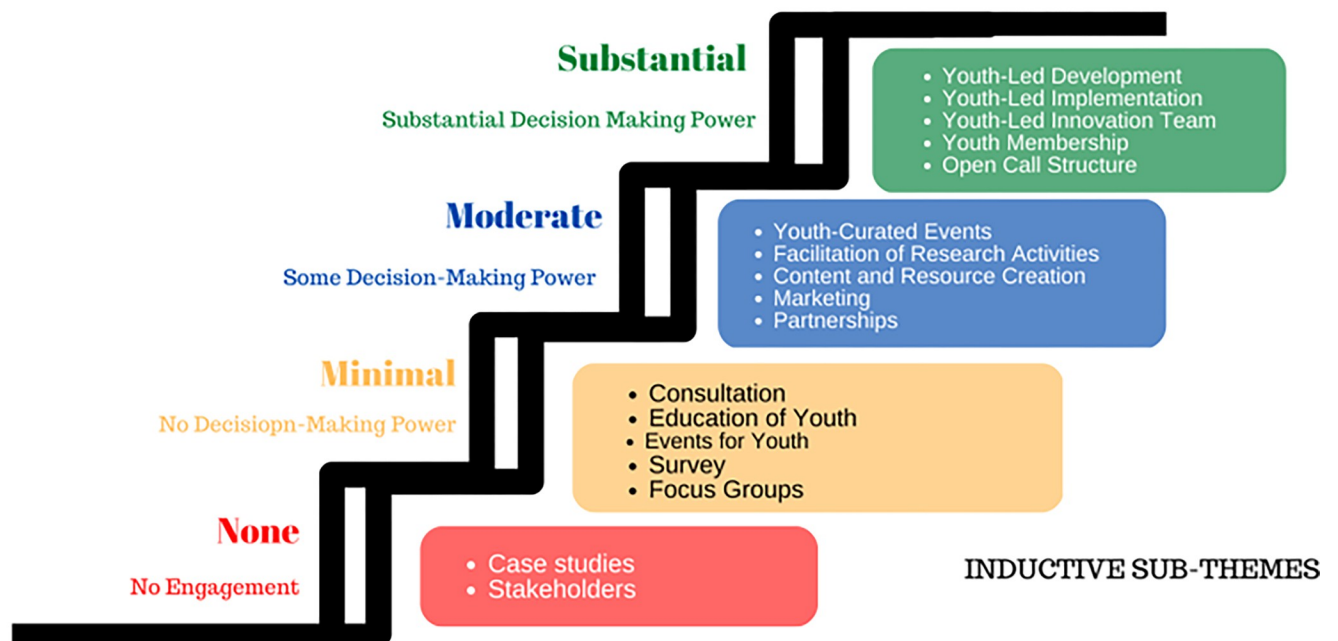 Substantial
Substantial Decision Making Power
• Youth-Led Development
• Youth-Led Implementation
• Youth-Led Innovation Team
• Youth Membership
• Open Call Structure
Moderate
Some Decision-Making Power
• Youth-Curated Events
• Facilitation of Research Activities
• Content and Resource Creation
• Marketing
• Partnerships
Minimal
No Decisiopn-Making Power
• Consultation
• Education of Youth
• Events for Youth
• Survey
• Focus Groups
None
No Engagement
• Case studies
• Stakeholders
INDUCTIVE SUB-THEMES